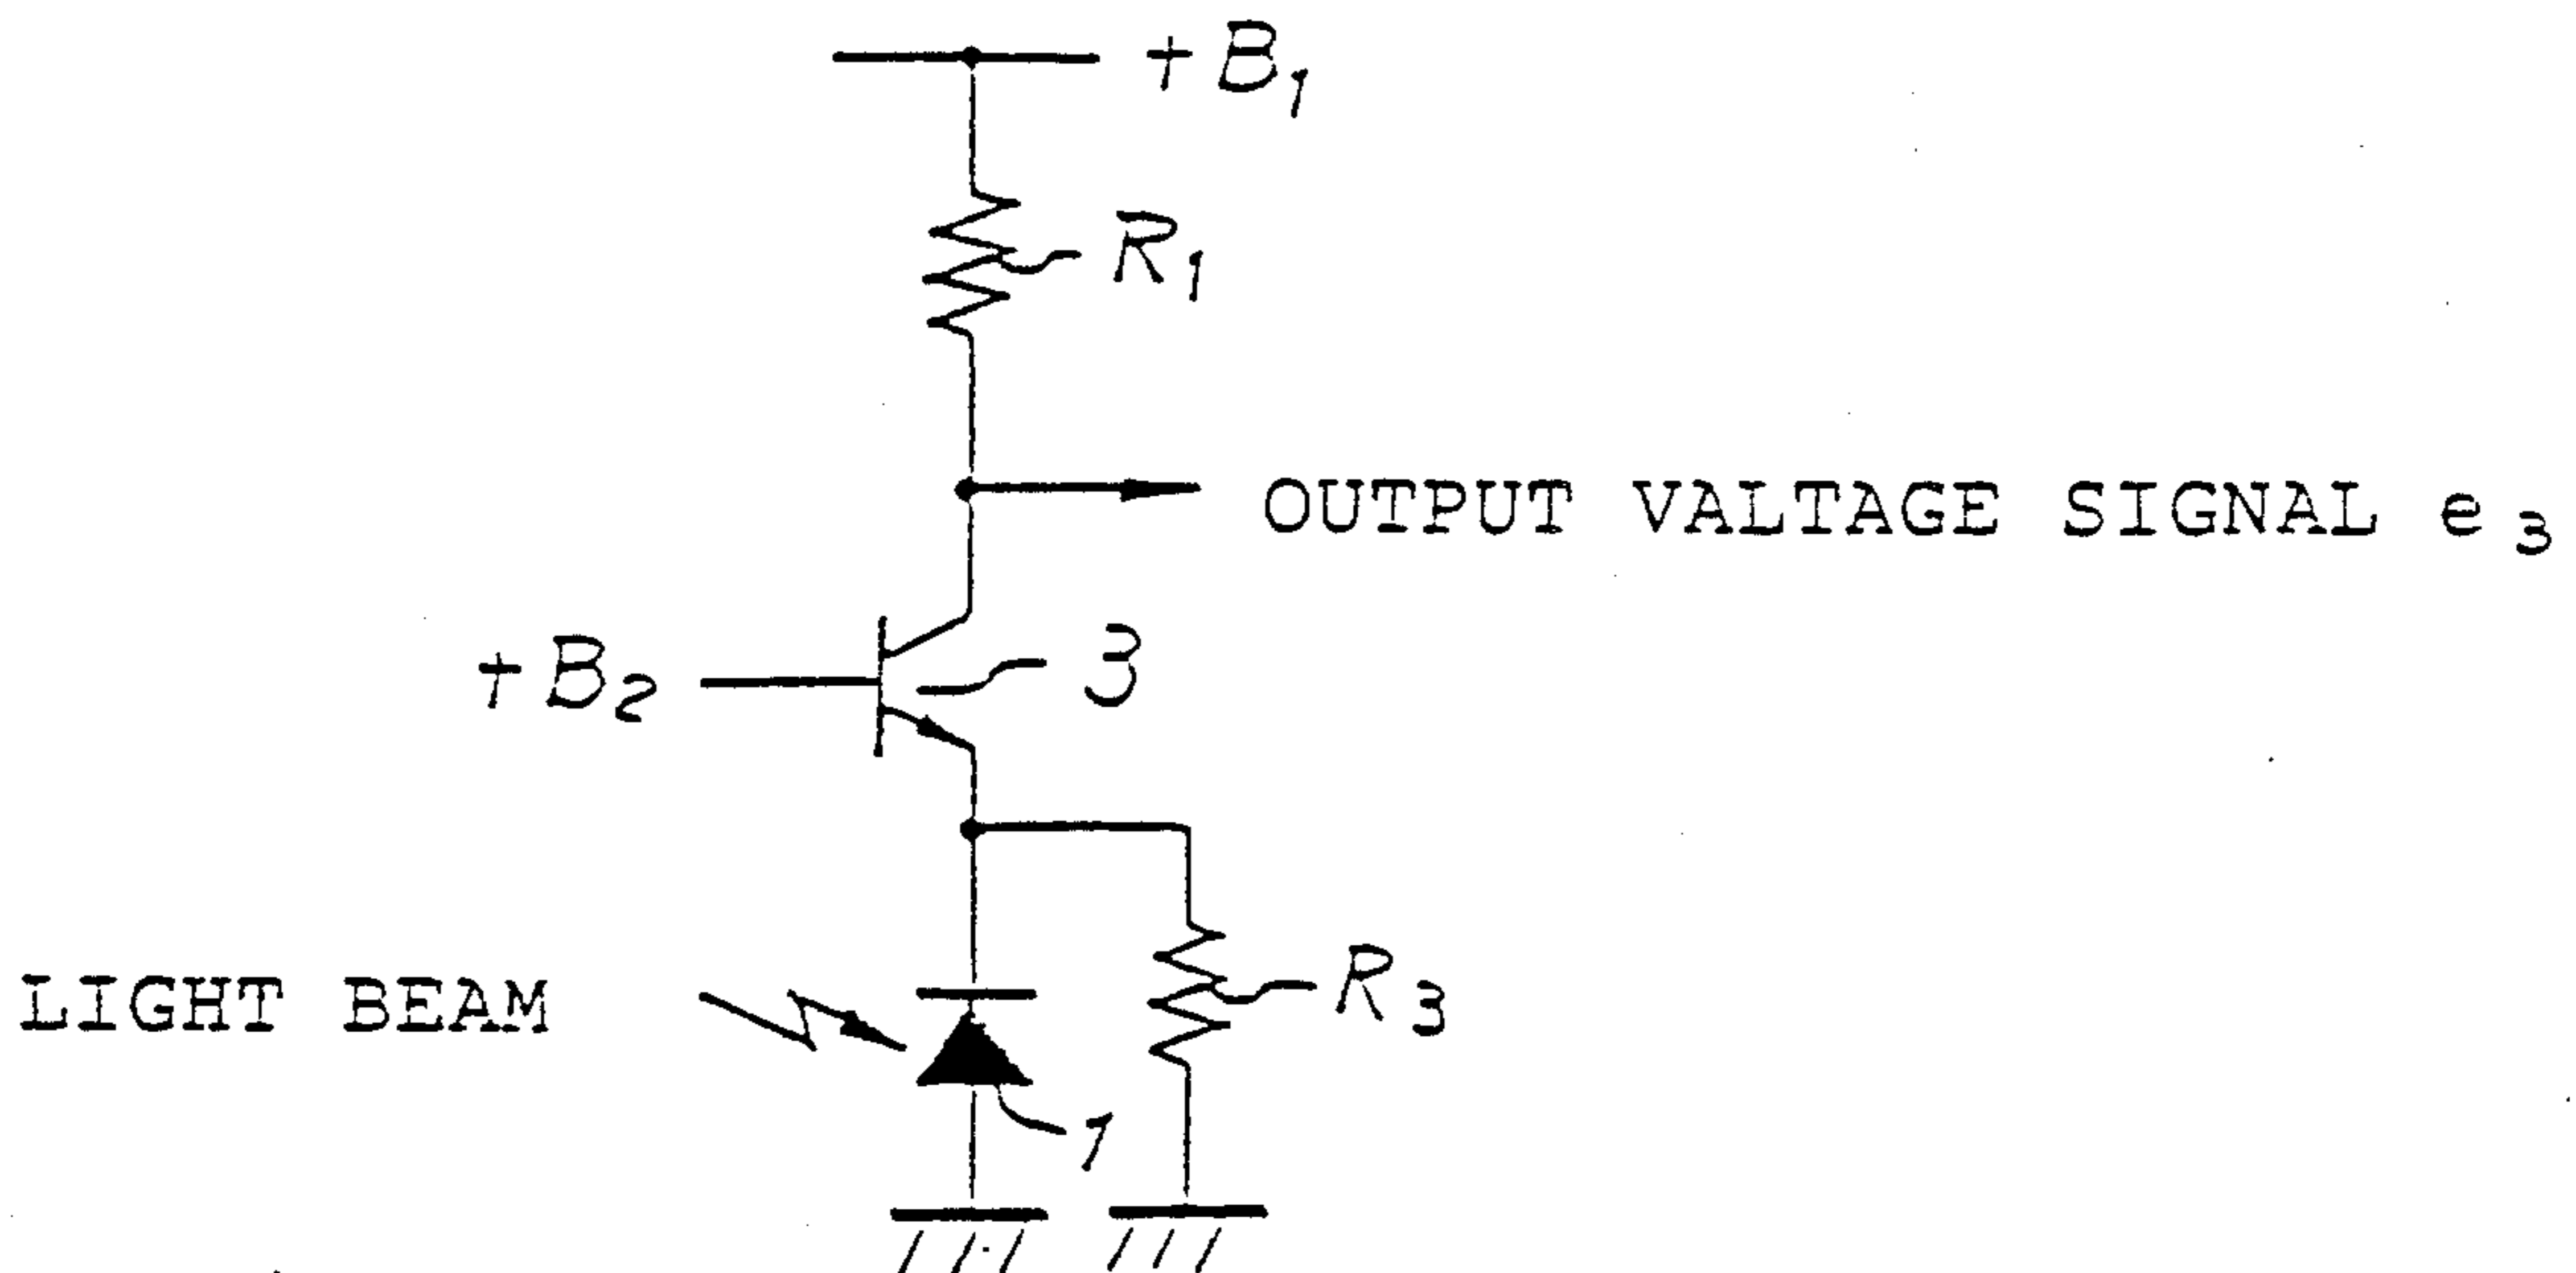 +B₁
R₁
OUTPUT VALTAGE SIGNAL e₃
+B₂
3
LIGHT BEAM
R₃
1